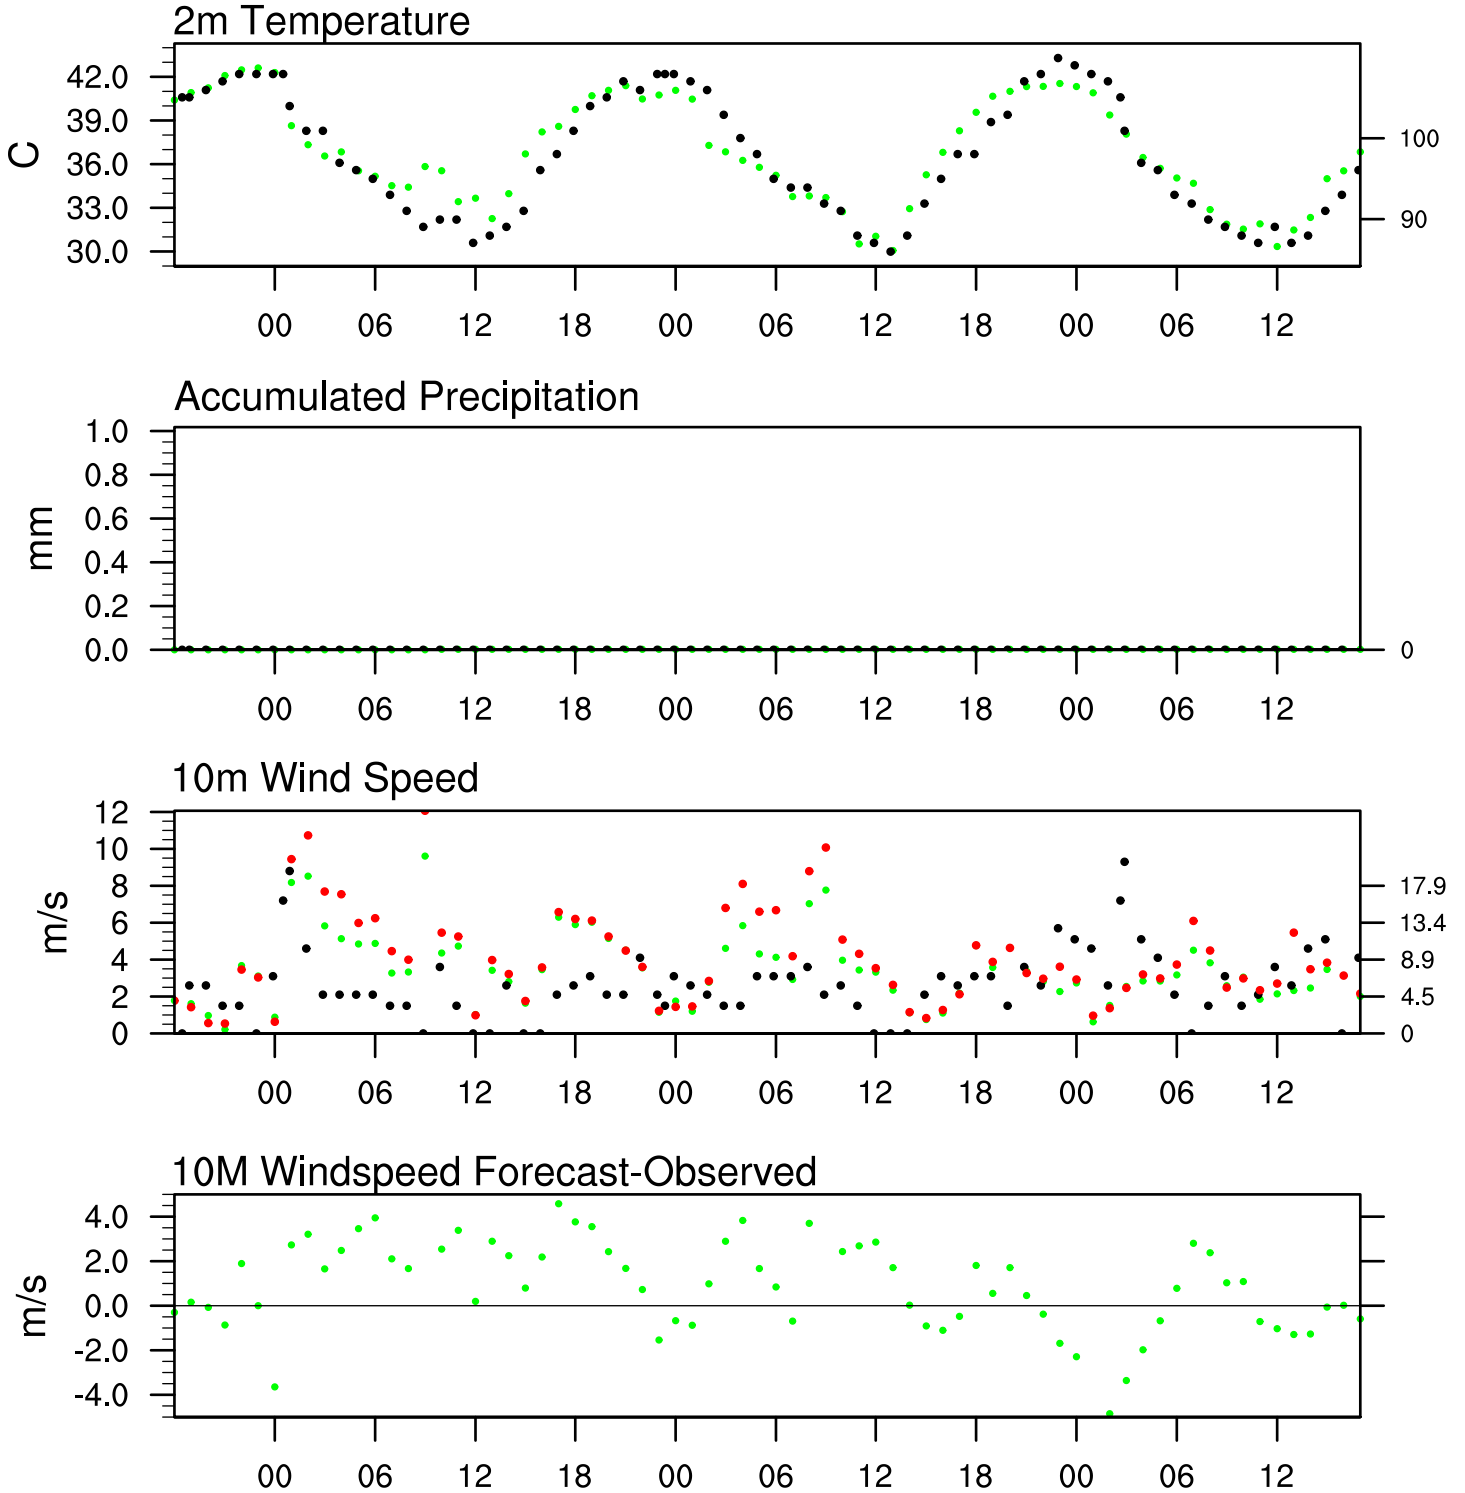 2m Temperature
C
42.0
39.0
36.0
33.0
30.0
100
90
00 06 12 18 00 06 12 18 00 06 12
Accumulated Precipitation
mm
1.0
0.8
0.6
0.4
0.2
0.0
0
00 06 12 18 00 06 12 18 00 06 12
10m Wind Speed
m/s
12
10
8
6
4
2
0
17.9
13.4
8.9
4.5
0
00 06 12 18 00 06 12 18 00 06 12
10M Windspeed Forecast-Observed
m/s
4.0
2.0
0.0
-2.0
-4.0
00 06 12 18 00 06 12 18 00 06 12